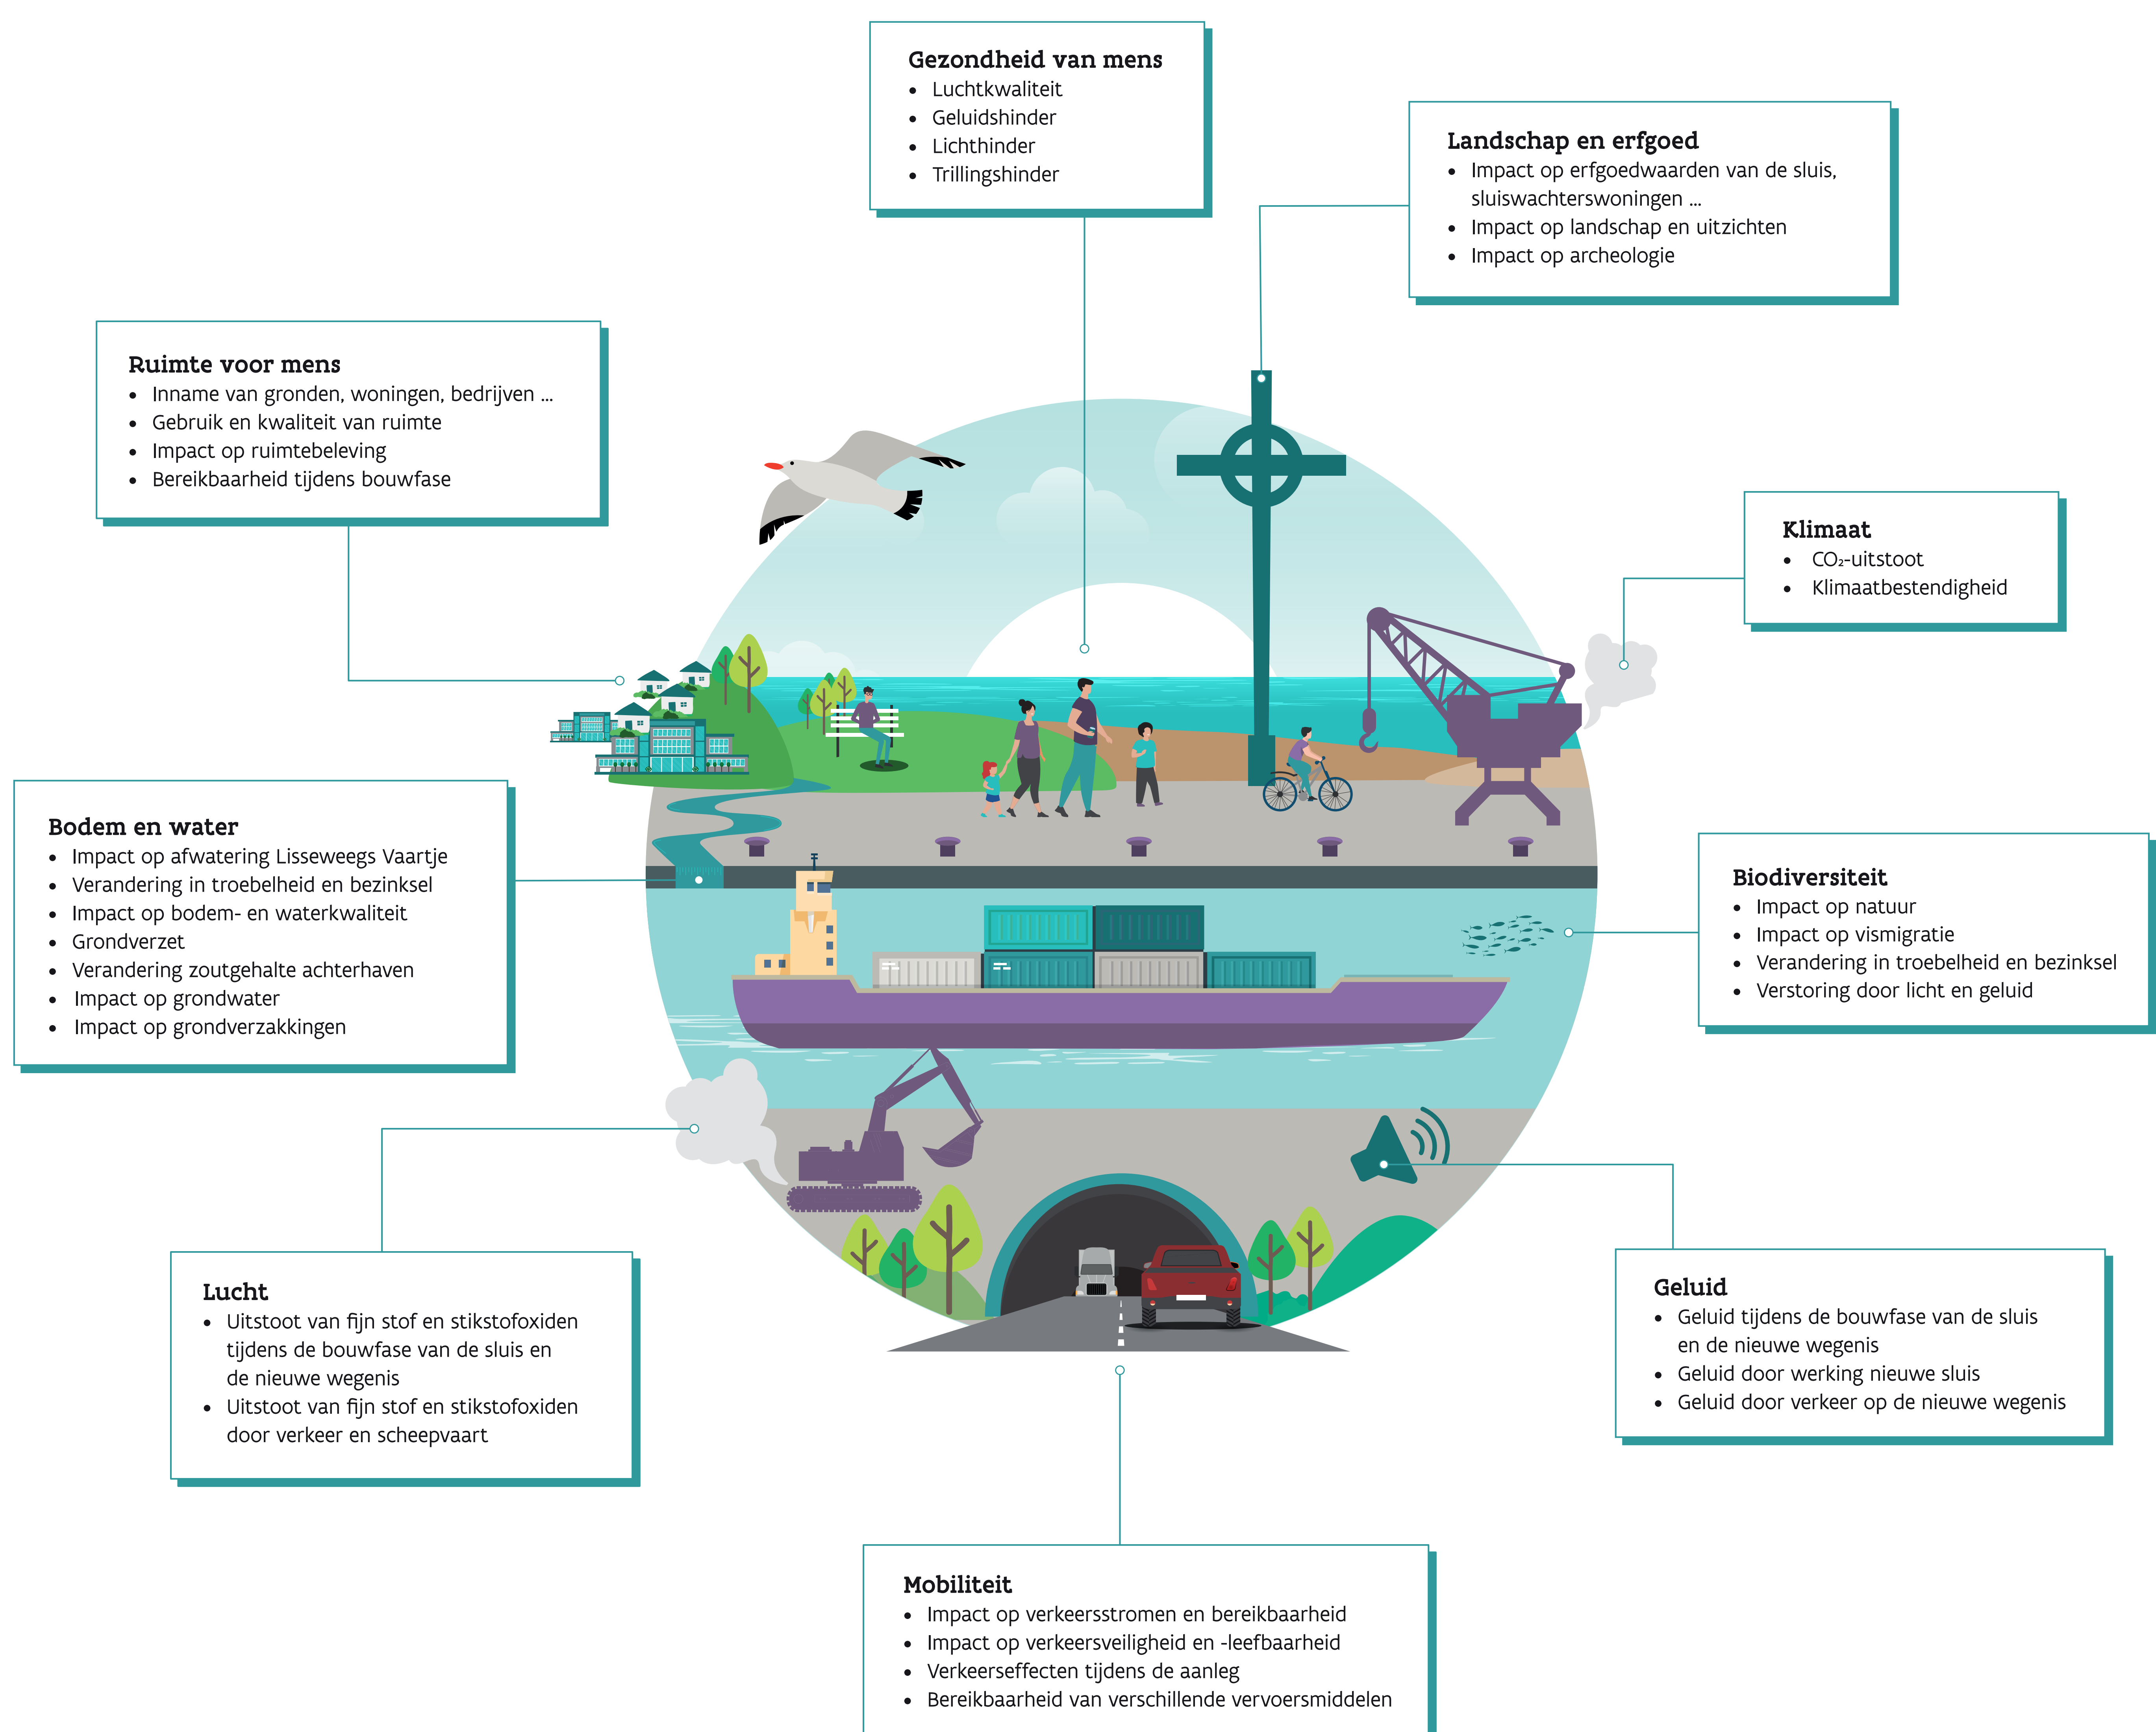 Gezondheid van mens
• Luchtkwaliteit
• Geluidshinder
• Lichthinder
• Trillingshinder
Landschap en erfgoed
• Impact op erfgoedwaarden van de sluis,
sluiswachterswoningen ...
• Impact op landschap en uitzichten
• Impact op archeologie
Ruimte voor mens
• Inname van gronden, woningen, bedrijven ...
• Gebruik en kwaliteit van ruimte
• Impact op ruimtebeleving
• Bereikbaarheid tijdens bouwfase
Klimaat
• CO₂-uitstoot
• Klimaatbestendigheid
Bodem en water
• Impact op afwatering Lisseweegs Vaartje
• Verandering in troebelheid en bezinksel
• Impact op bodem- en waterkwaliteit
• Grondverzet
• Verandering zoutgehalte achterhaven
• Impact op grondwater
• Impact op grondverzakkingen
Biodiversiteit
• Impact op natuur
• Impact op vismigratie
• Verandering in troebelheid en bezinksel
• Verstoring door licht en geluid
Lucht
• Uitstoot van fijn stof en stikstofoxiden
tijdens de bouwfase van de sluis en
de nieuwe wegenis
• Uitstoot van fijn stof en stikstofoxiden
door verkeer en scheepvaart
Geluid
• Geluid tijdens de bouwfase van de sluis
en de nieuwe wegenis
• Geluid door werking nieuwe sluis
• Geluid door verkeer op de nieuwe wegenis
Mobiliteit
• Impact op verkeersstromen en bereikbaarheid
• Impact op verkeersveiligheid en -leefbaarheid
• Verkeerseffecten tijdens de aanleg
• Bereikbaarheid van verschillende vervoersmiddelen